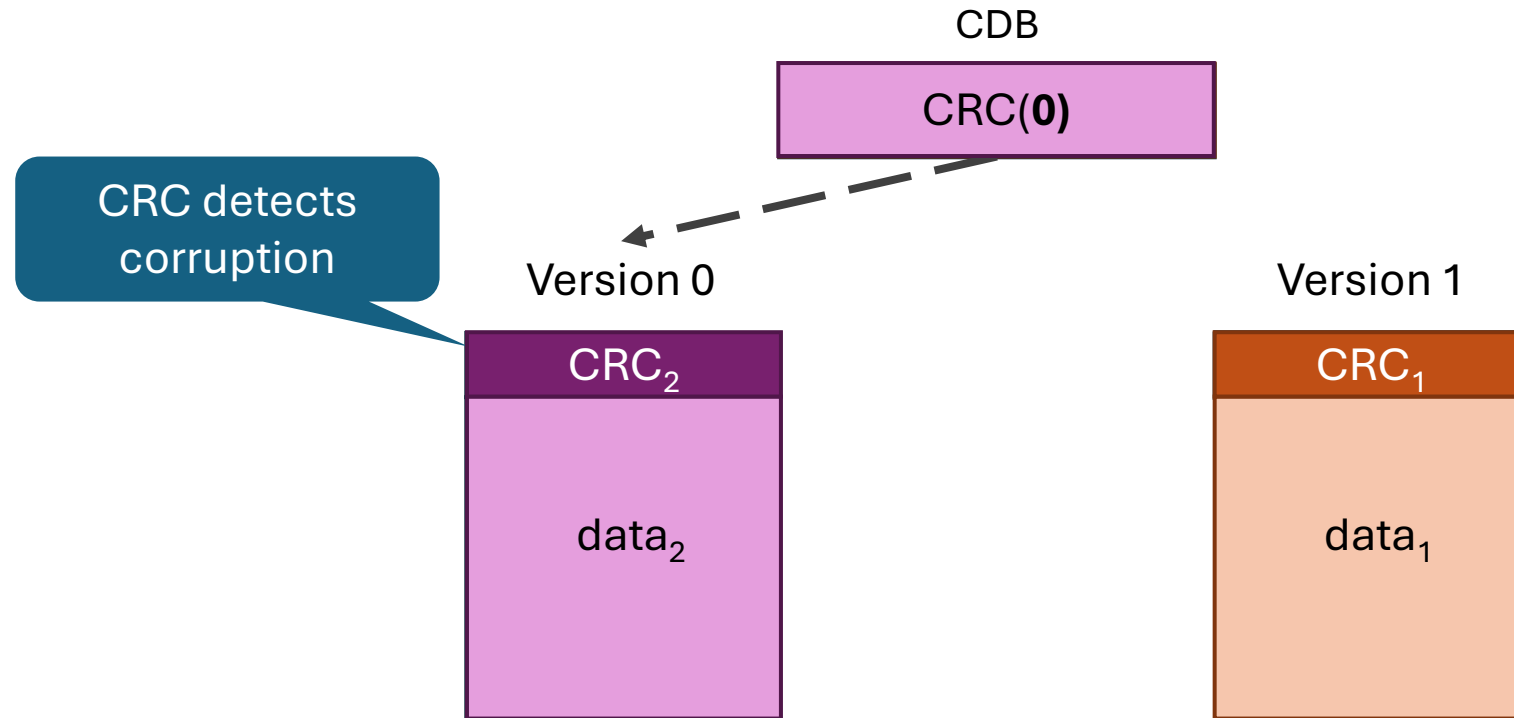 CDB
CRC(0)
CRC detects
corruption
Version 0
Version 1
CRC₂
CRC₁
data₂
data₁